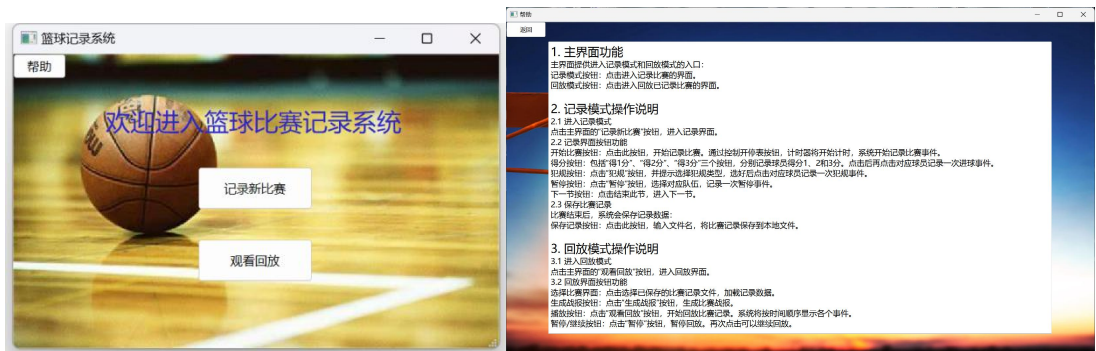 篮球记录系统
帮助
欢迎进入篮球比赛记录系统
记录新比赛
观看回放
帮助
返回
1. 主界面功能
主界面提供进入记录模式和回放模式的入口：
记录模式按钮：点击进入记录比赛的界面。
回放模式按钮：点击进入回放已记录比赛的界面。
2. 记录模式操作说明
2.1 进入记录模式
点击主界面的“记录新比赛”按钮，进入记录界面。
2.2 记录界面按钮功能
开始比赛按钮：点击此按钮，开始记录比赛。通过控制开停表按钮，计时器将开始计时，系统开始记录比赛事件。
得分按钮：包括“得1分”、“得2分”、“得3分”三个按钮，分别记录球员得分1、2和3分。点击后再点击对应球员记录一次进球事件。
犯规按钮：点击“犯规”按钮，并提示选择犯规类型，选好后点击对应球员记录一次犯规事件。
暂停按钮：点击“暂停”按钮，选择对应队伍，记录一次暂停事件。
下一节按钮：点击结束此节，进入下一节。
2.3 保存比赛记录
比赛结束后，系统会保存记录数据：
保存记录按钮：点击此按钮，输入文件名，将比赛记录保存到本地文件。
3. 回放模式操作说明
3.1 进入回放模式
点击主界面的“观看回放”按钮，进入回放界面。
3.2 回放界面按钮功能
选择比赛界面：点击选择已保存的比赛记录文件，加载记录数据。
生成战报按钮：点击“生成战报”按钮，生成比赛战报。
播放按钮：点击“观看回放”按钮，开始回放比赛记录。系统将按时间顺序显示各个事件。
暂停/继续按钮：点击“暂停”按钮，暂停回放。再次点击可以继续回放。